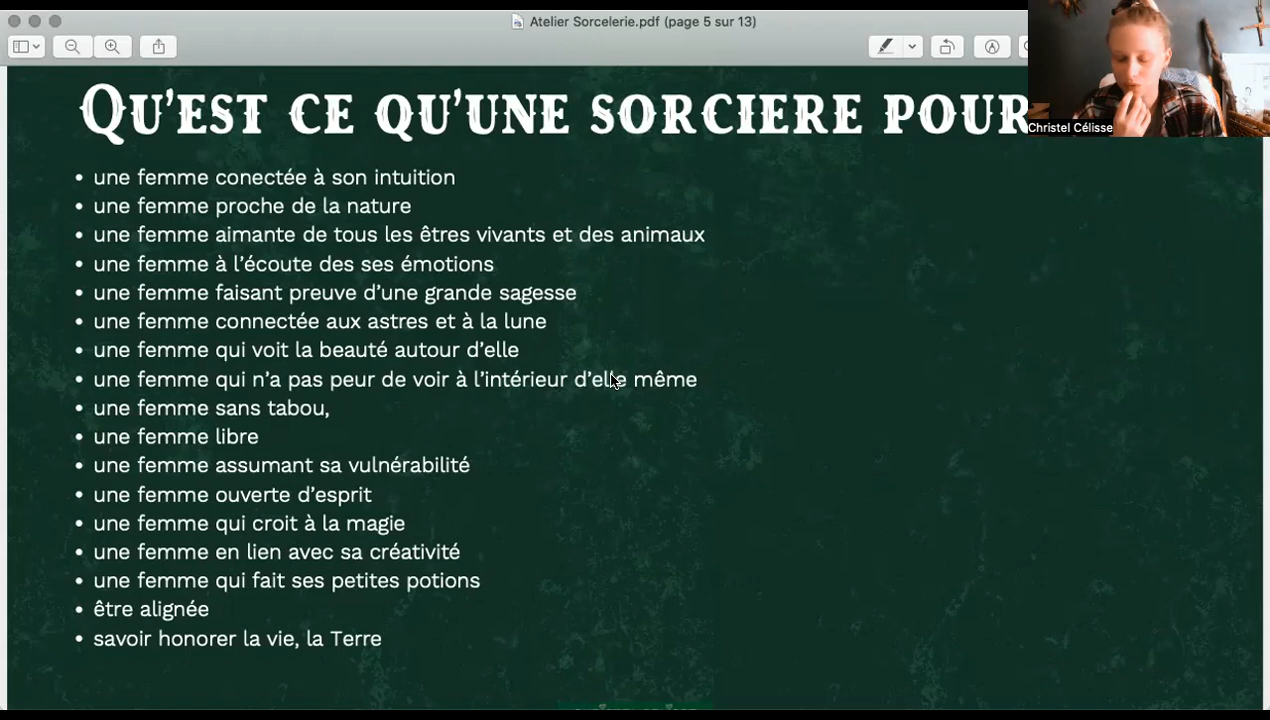 Atelier Sorcelerie.pdf (page 5 sur 13)
QU'EST CE QU'UNE SORCIERE POUR
Christel Célisse
• une femme conectée à son intuition
• une femme proche de la nature
• une femme aimante de tous les êtres vivants et des animaux
• une femme à l'écoute des ses émotions
• une femme faisant preuve d'une grande sagesse
• une femme connectée aux astres et à la lune
• une femme qui voit la beauté autour d'elle
• une femme qui n'a pas peur de voir à l'intérieur d'elle même
• une femme sans tabou,
• une femme libre
• une femme assumant sa vulnérabilité
• une femme ouverte d'esprit
• une femme qui croit à la magie
• une femme en lien avec sa créativité
• une femme qui fait ses petites potions
• être alignée
• savoir honorer la vie, la Terre